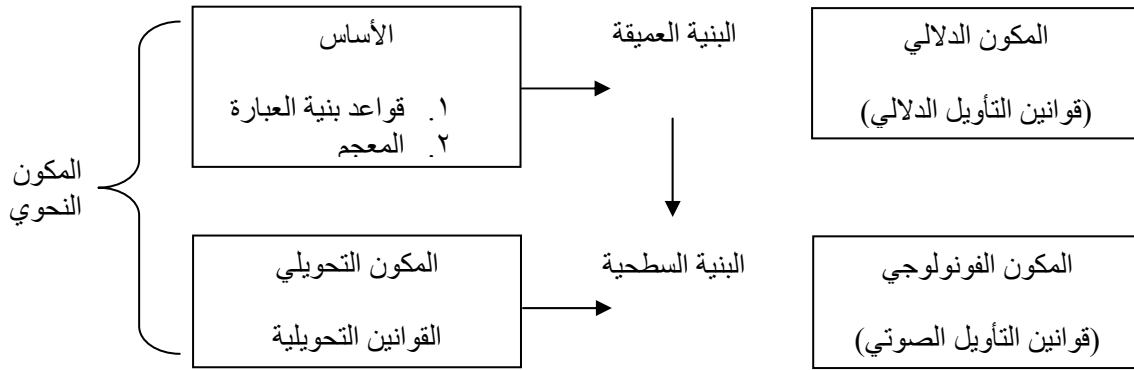 الأساس
١. قواعد بنية العبارة
٢. المعجم
البنية العميقة
المكون الدلالي
(قوانين التأويل الدلالي)
المكون
النحوي
المكون التحويلي
القوانين التحويلية
البنية السطحية
المكون الفونولوجي
(قوانين التأويل الصوتي)